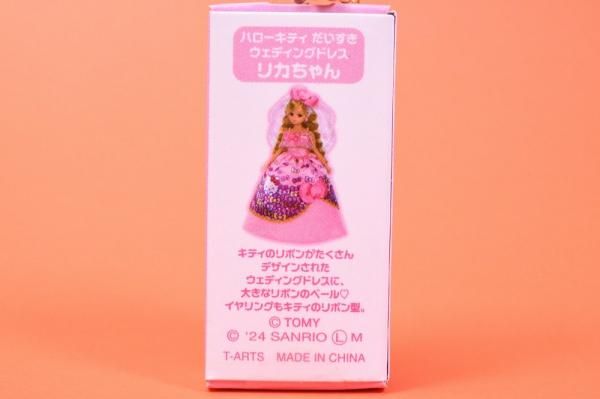 ハローキティ だいすき
ウェディングドレス
リカちゃん
キティのリボンがたくさん
デザインされた
ウェディングドレスに、
大きなリボンのベール♡
イヤリングもキティのリボン型。
© TOMY
© '24 SANRIO Ⓛ M
T-ARTS MADE IN CHINA